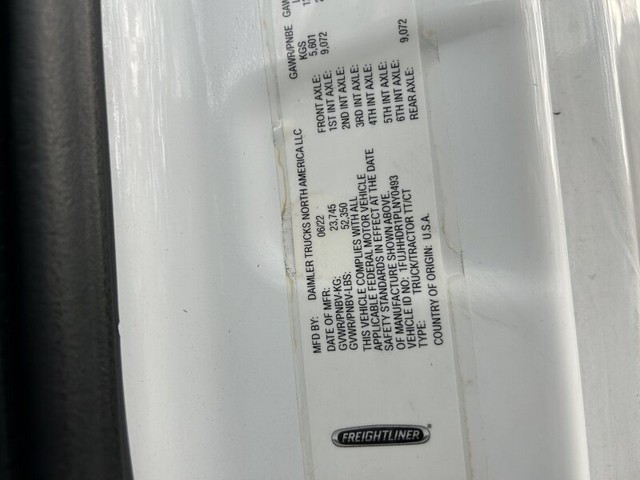 FREIGHTLINER
MFD BY: DAIMLER TRUCKS NORTH AMERICA LLC
DATE OF MFR: 06/22
GVWR/PNBV-KG: 23,745
GVWR/PNBV-LBS: 52,350
THIS VEHICLE COMPLIES WITH ALL
APPLICABLE FEDERAL MOTOR VEHICLE
SAFETY STANDARDS IN EFFECT AT THE DATE
OF MANUFACTURE SHOWN ABOVE.
VEHICLE ID NO.: 1FUJHHDR1PLNY0493
TYPE: TRUCK/TRACTOR TT/CT
COUNTRY OF ORIGIN: U.S.A.
GAWR/PNBE
KGS
FRONT AXLE: 5,601
1ST INT AXLE: 9,072
2ND INT AXLE:
3RD INT AXLE:
4TH INT AXLE:
5TH INT AXLE:
6TH INT AXLE:
REAR AXLE: 9,072